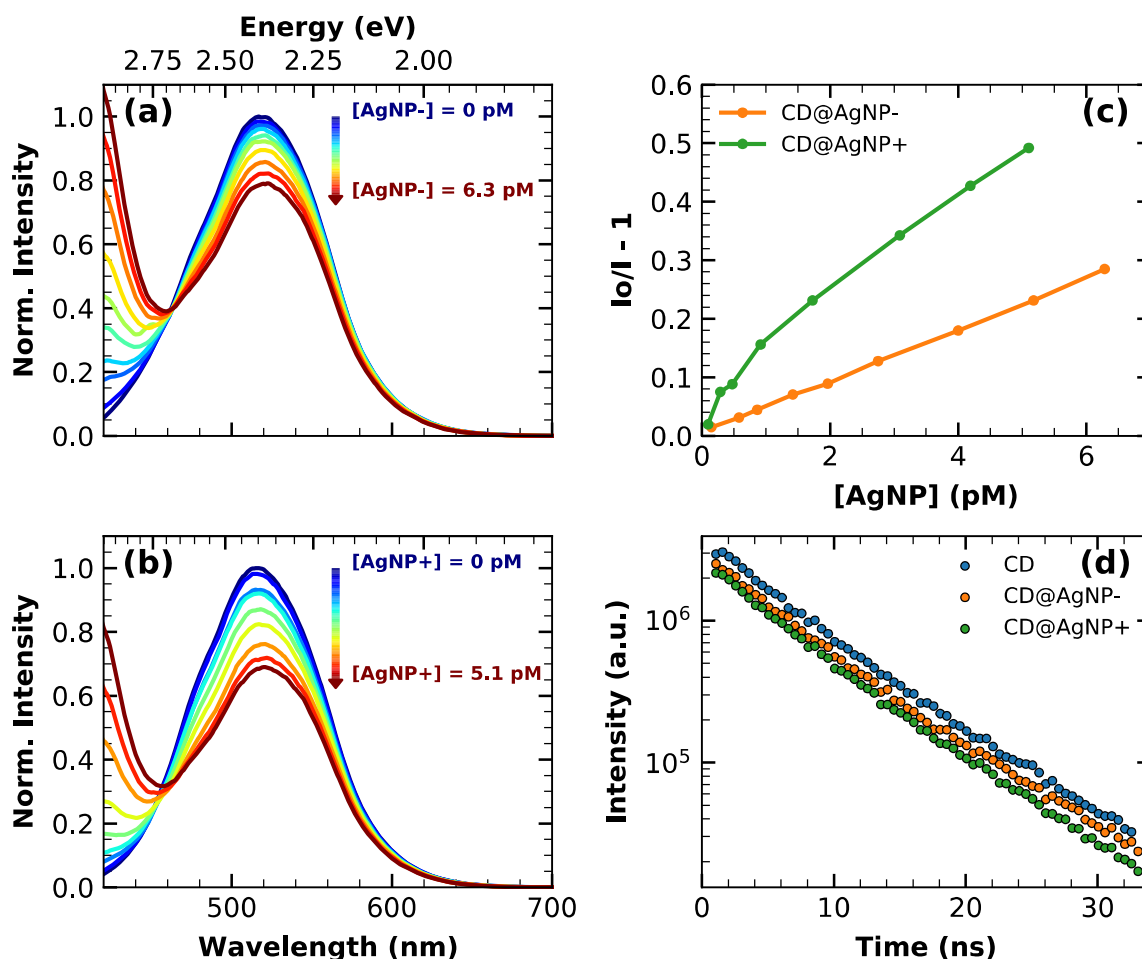 Energy (eV)
2.75 2.50 2.25 2.00
(a)
[AgNP-] = 0 pM
[AgNP-] = 6.3 pM
Norm. Intensity
1.0
0.8
0.6
0.4
0.2
0.0
(c)
CD@AgNP-
CD@AgNP+
Io/I - 1
0.6
0.5
0.4
0.3
0.2
0.1
0.0
0 2 4 6
[AgNP] (pM)
(b)
[AgNP+] = 0 pM
[AgNP+] = 5.1 pM
Norm. Intensity
1.0
0.8
0.6
0.4
0.2
0.0
500 600 700
Wavelength (nm)
(d)
CD
CD@AgNP-
CD@AgNP+
Intensity (a.u.)
10⁶
10⁵
0 10 20 30
Time (ns)